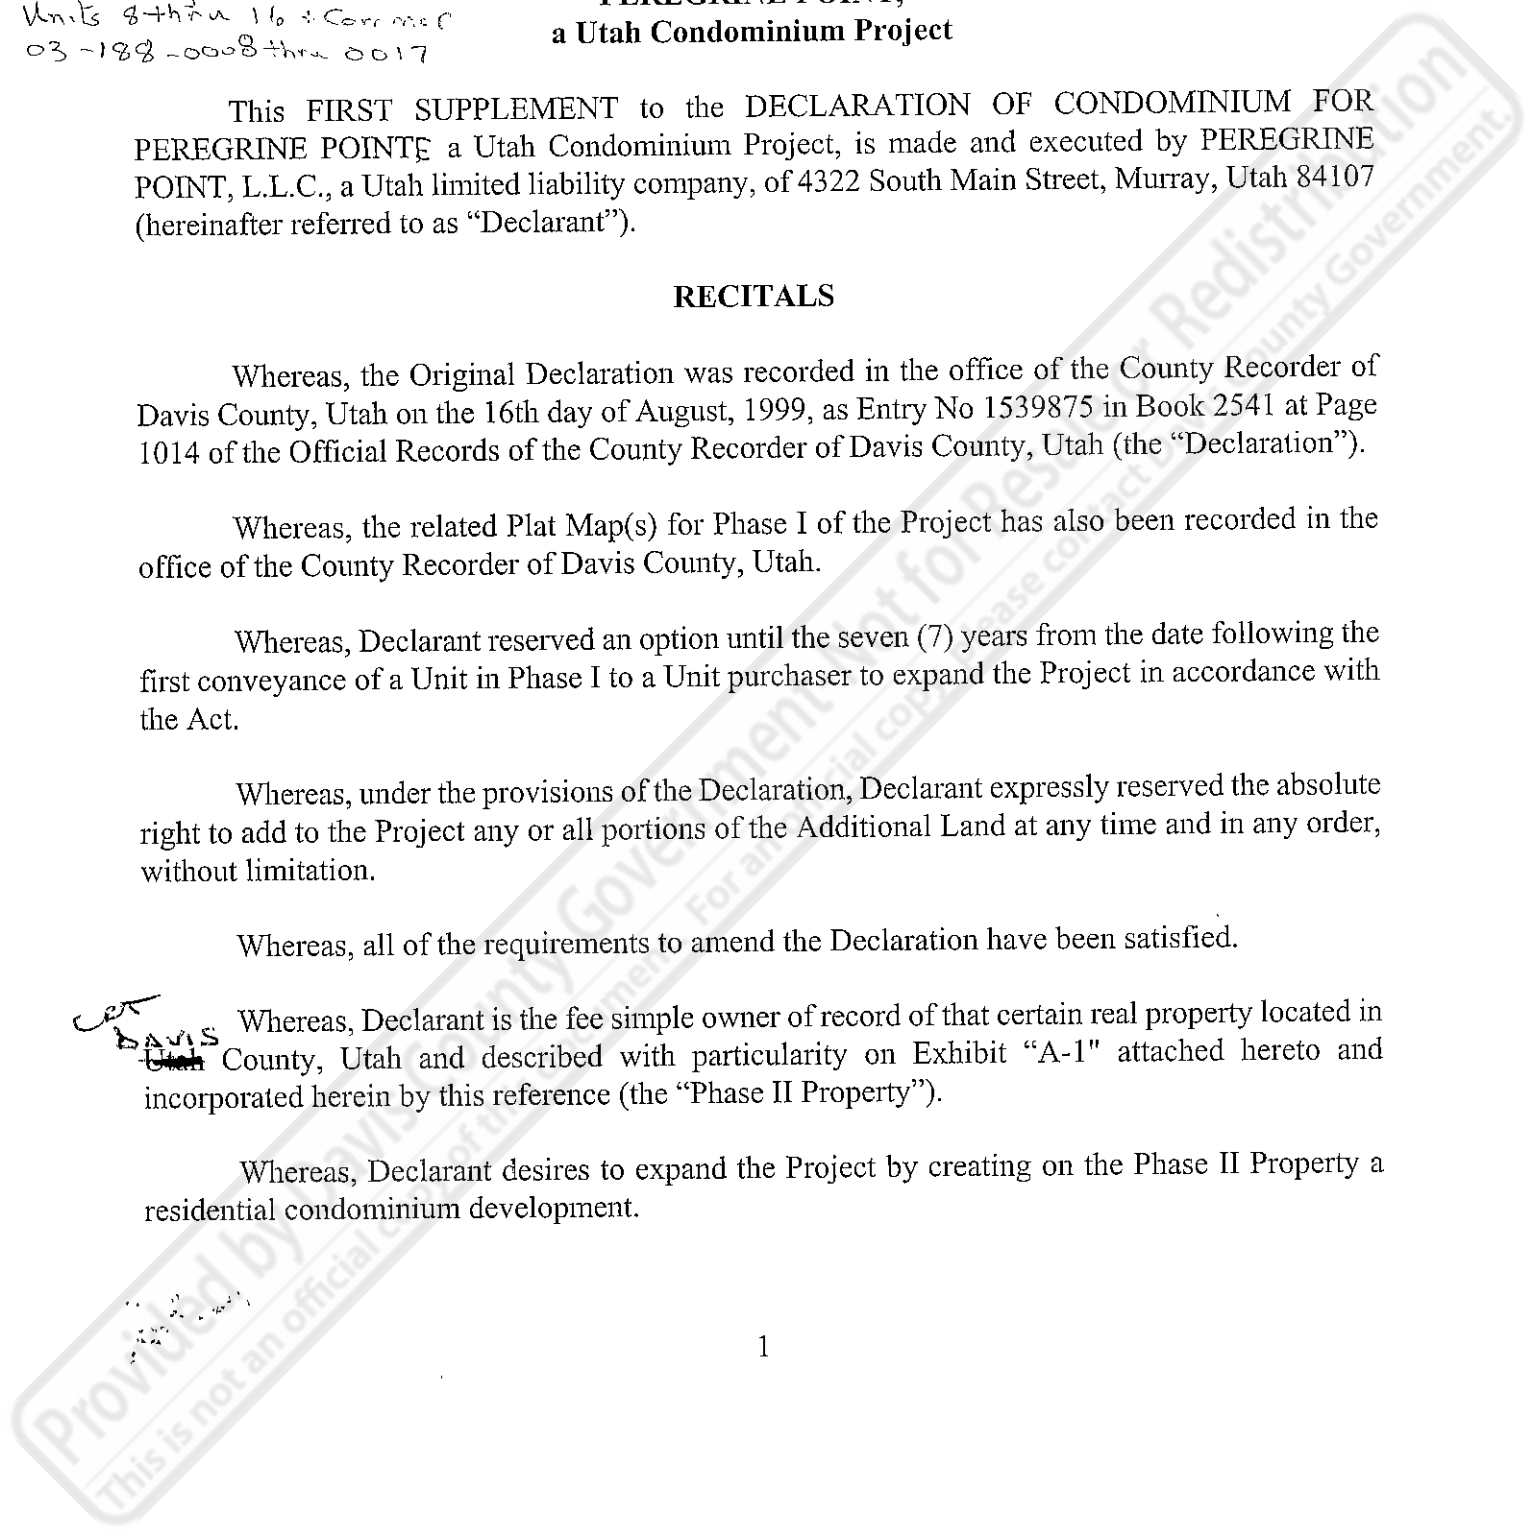 Units 8 thru 16 +
03-188-0008 thru 0017
a Utah Condominium Project
This FIRST SUPPLEMENT to the DECLARATION OF CONDOMINIUM FOR
PEREGRINE POINTE a Utah Condominium Project, is made and executed by PEREGRINE
POINT, L.L.C., a Utah limited liability company, of 4322 South Main Street, Murray, Utah 84107
(hereinafter referred to as “Declarant”).
RECITALS
Whereas, the Original Declaration was recorded in the office of the County Recorder of
Davis County, Utah on the 16th day of August, 1999, as Entry No 1539875 in Book 2541 at Page
1014 of the Official Records of the County Recorder of Davis County, Utah (the “Declaration”).
Whereas, the related Plat Map(s) for Phase I of the Project has also been recorded in the
office of the County Recorder of Davis County, Utah.
Whereas, Declarant reserved an option until the seven (7) years from the date following the
first conveyance of a Unit in Phase I to a Unit purchaser to expand the Project in accordance with
the Act.
Whereas, under the provisions of the Declaration, Declarant expressly reserved the absolute
right to add to the Project any or all portions of the Additional Land at any time and in any order,
without limitation.
Whereas, all of the requirements to amend the Declaration have been satisfied.
Whereas, Declarant is the fee simple owner of record of that certain real property located in
DAVIS
Utah County, Utah and described with particularity on Exhibit “A-1" attached hereto and
incorporated herein by this reference (the “Phase II Property”).
Whereas, Declarant desires to expand the Project by creating on the Phase II Property a
residential condominium development.
1
Provided by Davis County Government - Not for Resale or Redistribution
This is not an official copy of this document. For an official copy, please contact Davis County Government.